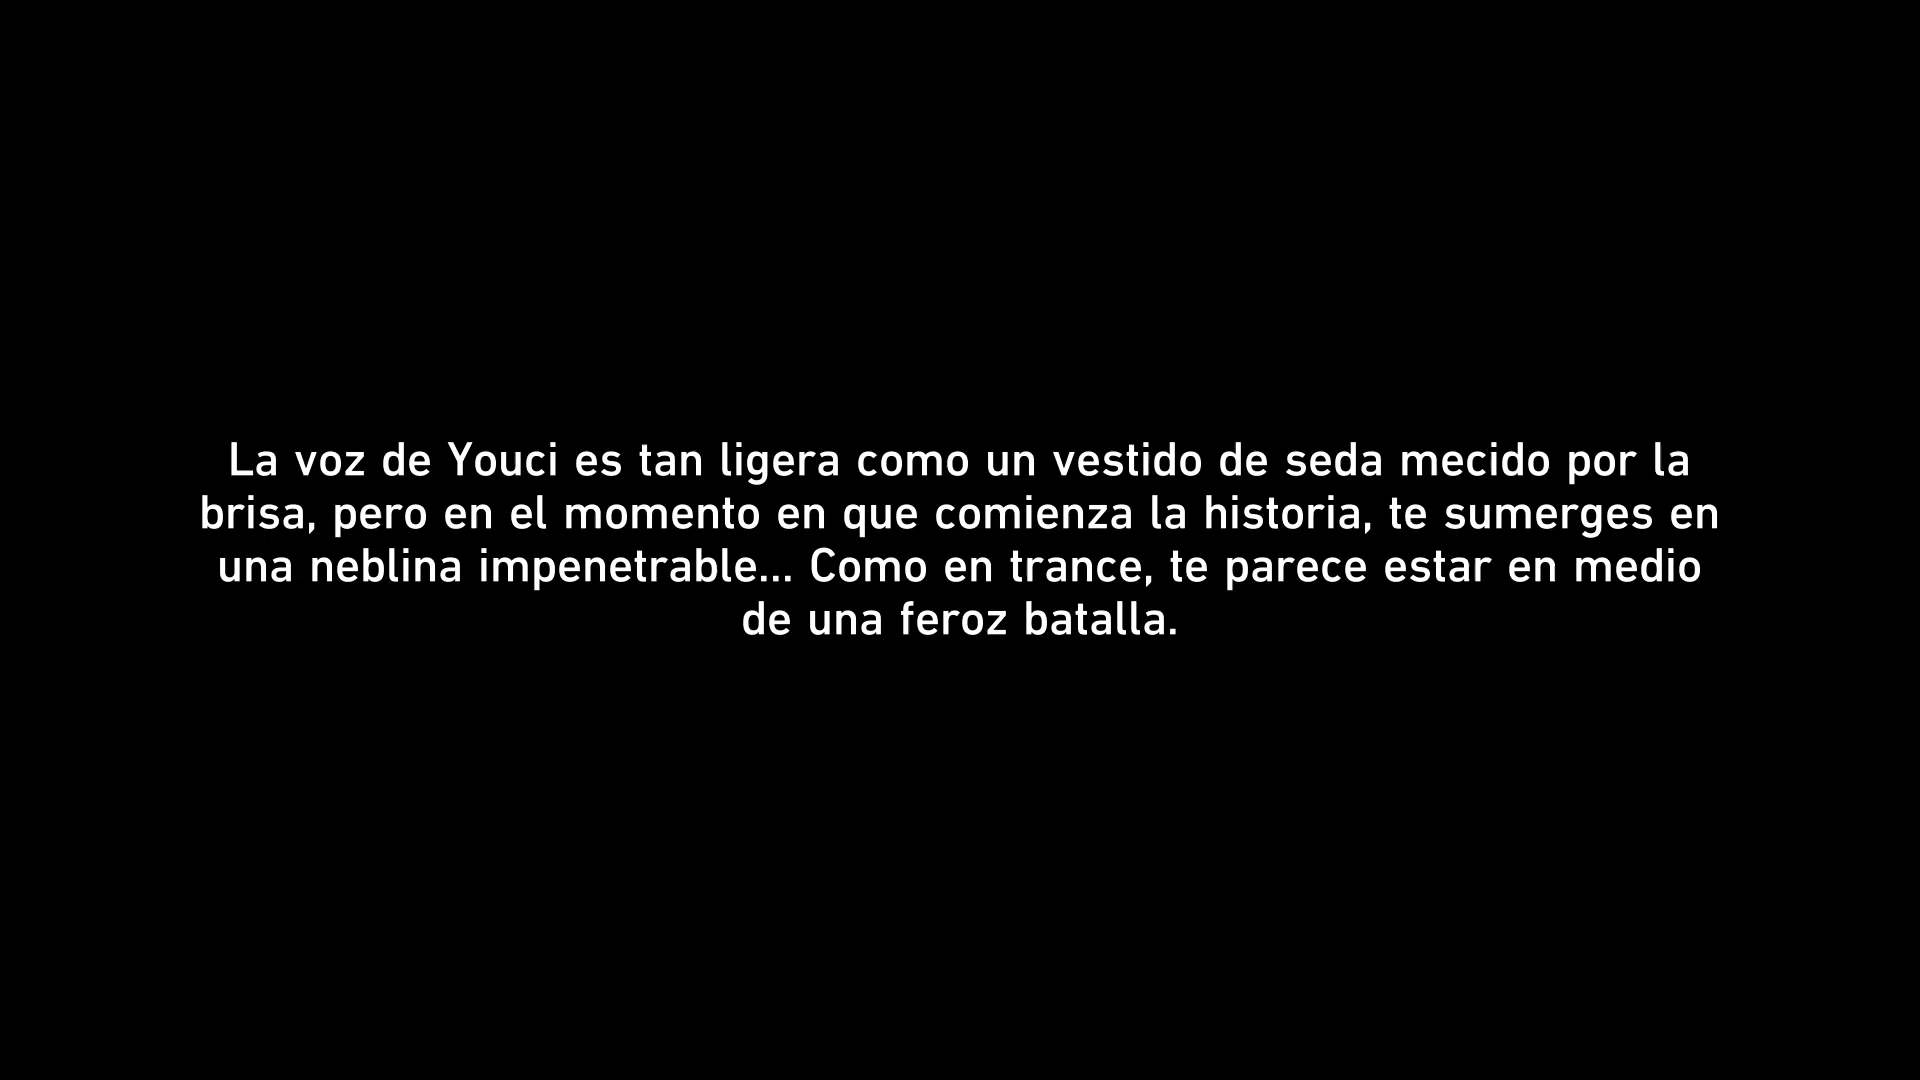 La voz de Youci es tan ligera como un vestido de seda mecido por la
brisa, pero en el momento en que comienza la historia, te sumerges en
una neblina impenetrable... Como en trance, te parece estar en medio
de una feroz batalla.